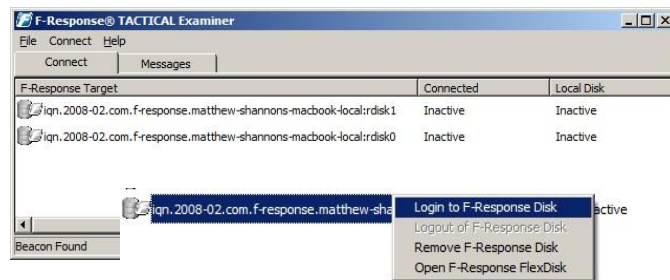 F-Response® TACTICAL Examiner
File Connect Help
Connect Messages
F-Response Target Connected Local Disk
iqn.2008-02.com.f-response.matthew-shannons-macbook-local:rdisk1 Inactive Inactive
iqn.2008-02.com.f-response.matthew-shannons-macbook-local:rdisk0 Inactive Inactive
iqn.2008-02.com.f-response.matthew-sha Login to F-Response Disk active
Logout of F-Response Disk
Remove F-Response Disk
Beacon Found
Open F-Response FlexDisk